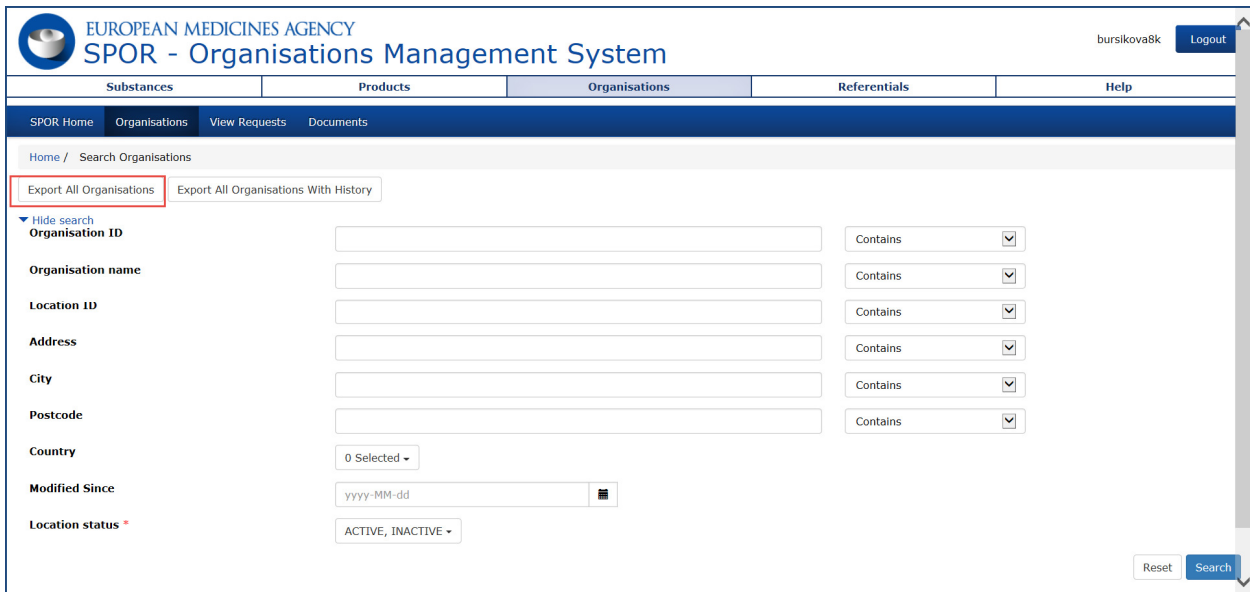 EUROPEAN MEDICINES AGENCY
SPOR - Organisations Management System
bursikova8k Logout
Substances Products Organisations Referentials Help
SPOR Home Organisations View Requests Documents
Home / Search Organisations
Export All Organisations Export All Organisations With History
Hide search
Organisation ID Contains
Organisation name Contains
Location ID Contains
Address Contains
City Contains
Postcode Contains
Country 0 Selected
Modified Since yyyy-MM-dd
Location status * ACTIVE, INACTIVE
Reset Search